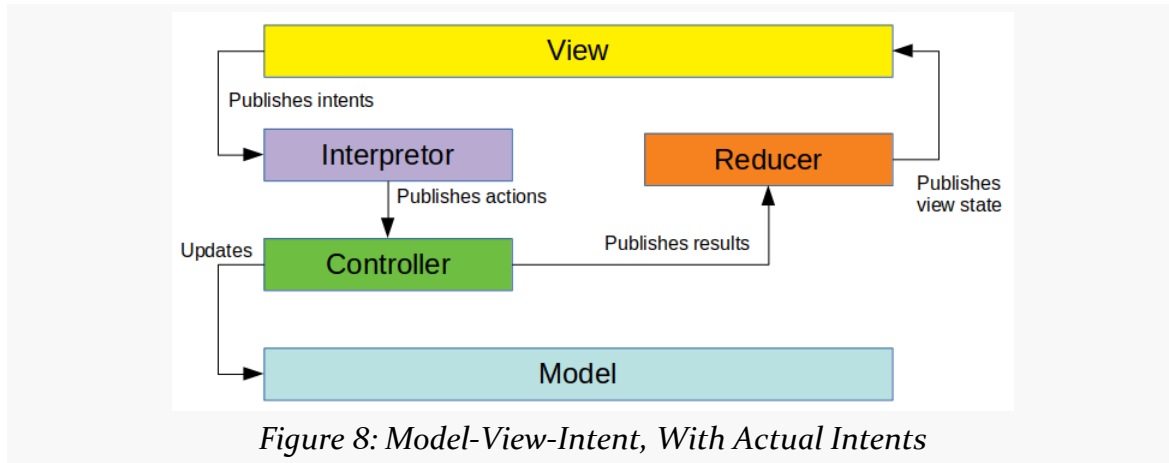 View
Publishes intents
Interpretor
Reducer
Publishes actions
Publishes
view state
Updates
Controller
Publishes results
Model
Figure 8: Model-View-Intent, With Actual Intents